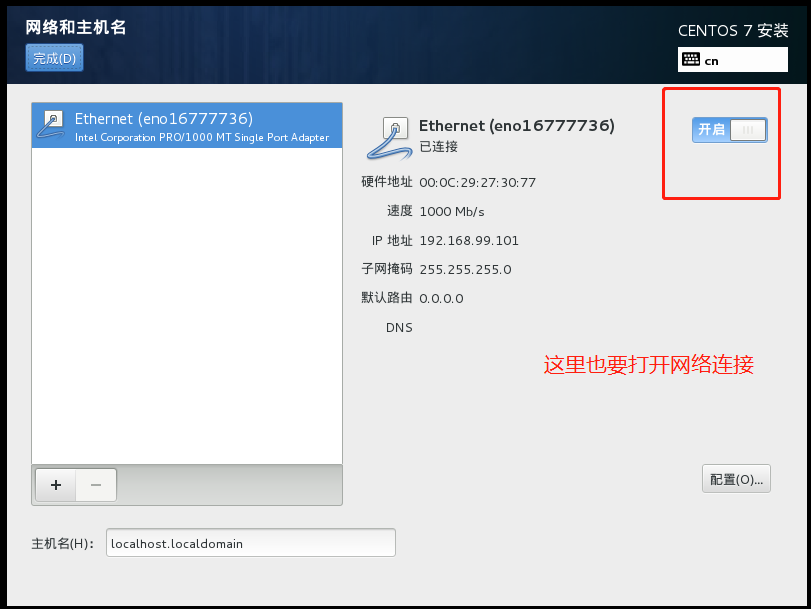 网络和主机名
完成(D)
CENTOS 7 安装
cn
Ethernet (eno16777736)
Intel Corporation PRO/1000 MT Single Port Adapter
Ethernet (eno16777736)
已连接
开启
硬件地址 00:0C:29:27:30:77
速度 1000 Mb/s
IP 地址 192.168.99.101
子网掩码 255.255.255.0
默认路由 0.0.0.0
DNS
这里也要打开网络连接
+ −
配置(O)...
主机名(H): localhost.localdomain